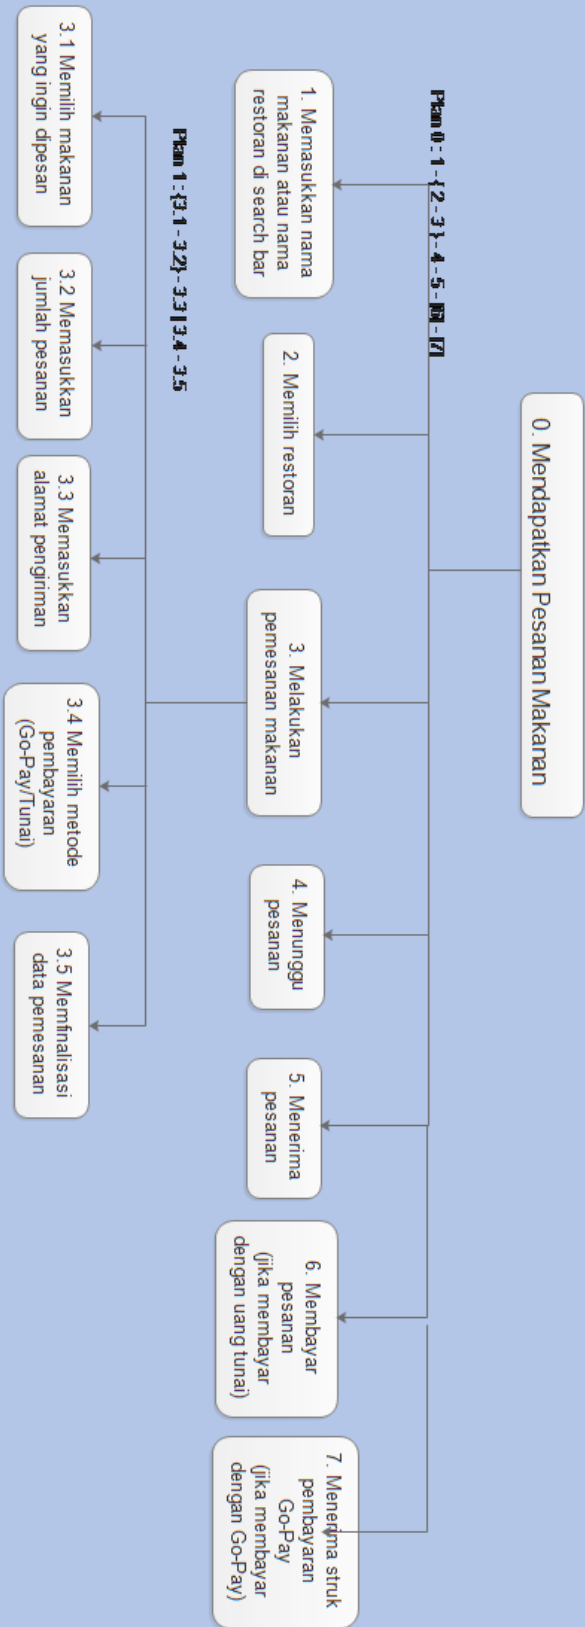 0. Mendapatkan Pesanan Makanan
Plan 0 : 1 - { 2 - 3 } - 4 - 5 - [6] - [7]
1. Memasukkan nama
makanan atau nama
restoran di search bar
2. Memilih restoran
3. Melakukan
pemesanan makanan
4. Menunggu
pesanan
5. Menerima
pesanan
6. Membayar
pesanan
(jika membayar
dengan uang tunai)
7. Menerima struk
pembayaran
Go-Pay
(jika membayar
dengan Go-Pay)
Plan 1 : {3.1 - 3.2} - 3.3 | 3.4 - 3.5
3.1 Memilih makanan
yang ingin dipesan
3.2 Memasukkan
jumlah pesanan
3.3 Memasukkan
alamat pengiriman
3.4 Memilih metode
pembayaran
(Go-Pay/Tunai)
3.5 Memfinalisasi
data pemesanan